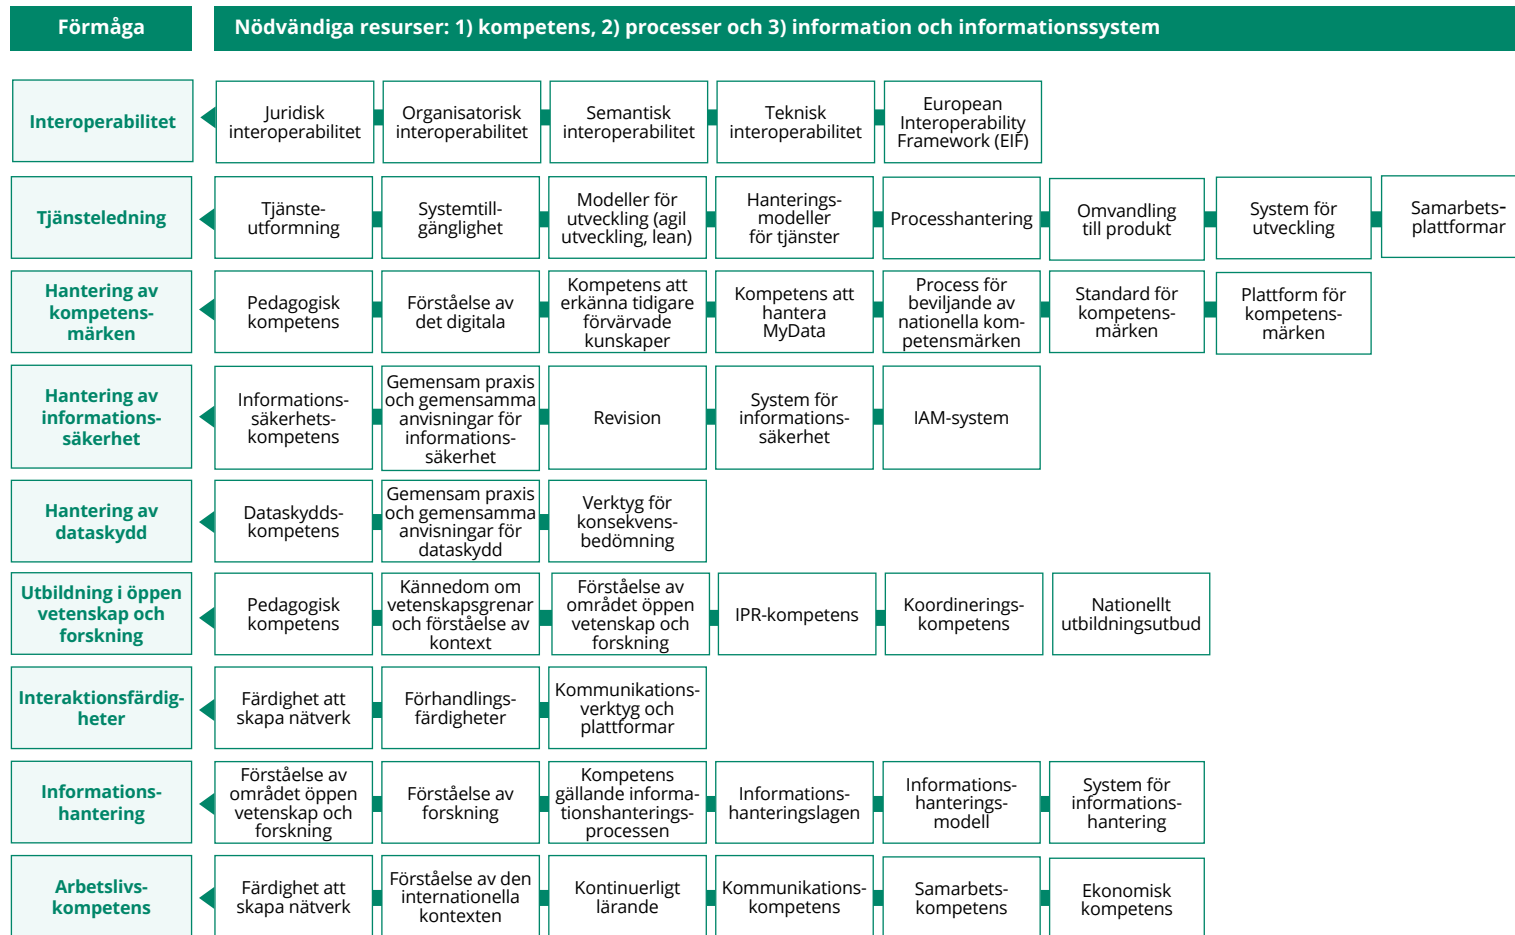 Förmåga
Nödvändiga resurser: 1) kompetens, 2) processer och 3) information och informationssystem
Interoperabilitet
Juridisk
interoperabilitet
Organisatorisk
interoperabilitet
Semantisk
interoperabilitet
Teknisk
interoperabilitet
European
Interoperability
Framework (EIF)
Tjänsteledning
Tjänste-
utformning
Systemtill-
gänglighet
Modeller för
utveckling (agil
utveckling, lean)
Hanterings-
modeller
för tjänster
Processhantering
Omvandling
till produkt
System för
utveckling
Samarbets-
plattformar
Hantering av
kompetens-
märken
Pedagogisk
kompetens
Förståelse av
det digitala
Kompetens att
erkänna tidigare
förvärvade
kunskaper
Kompetens att
hantera
MyData
Process för
beviljande av
nationella kom-
petensmärken
Standard för
kompetens-
märken
Plattform för
kompetens-
märken
Hantering av
informations-
säkerhet
Informations-
säkerhets-
kompetens
Gemensam praxis
och gemensamma
anvisningar för
informations-
säkerhet
Revision
System för
informations-
säkerhet
IAM-system
Hantering av
dataskydd
Dataskydds-
kompetens
Gemensam praxis
och gemensamma
anvisningar för
dataskydd
Verktyg för
konsekvens-
bedömning
Utbildning i öppen
vetenskap och
forskning
Pedagogisk
kompetens
Kännedom om
vetenskapsgrenar
och förståelse av
kontext
Förståelse av
området öppen
vetenskap och
forskning
IPR-kompetens
Koordinerings-
kompetens
Nationellt
utbildningsutbud
Interaktionsfärdig-
heter
Färdighet att
skapa nätverk
Förhandlings-
färdigheter
Kommunikations-
verktyg och
plattformar
Informations-
hantering
Förståelse av
området öppen
vetenskap och
forskning
Förståelse av
forskning
Kompetens
gällande informa-
tionshanterings-
processen
Informations-
hanteringslagen
Informations-
hanterings-
modell
System för
informations-
hantering
Arbetslivs-
kompetens
Färdighet att
skapa nätverk
Förståelse av den
internationella
kontexten
Kontinuerligt
lärande
Kommunikations-
kompetens
Samarbets-
kompetens
Ekonomisk
kompetens